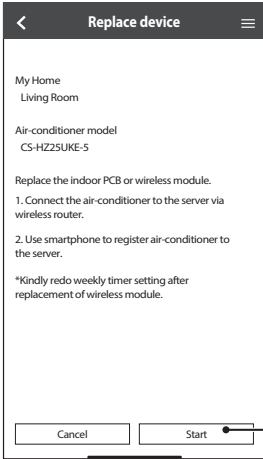 Replace device
My Home
Living Room
Air-conditioner model
CS-HZ25UKE-5
Replace the indoor PCB or wireless module.
1. Connect the air-conditioner to the server via
wireless router.
2. Use smartphone to register air-conditioner to
the server.
*Kindly redo weekly timer setting after
replacement of wireless module.
Cancel
Start